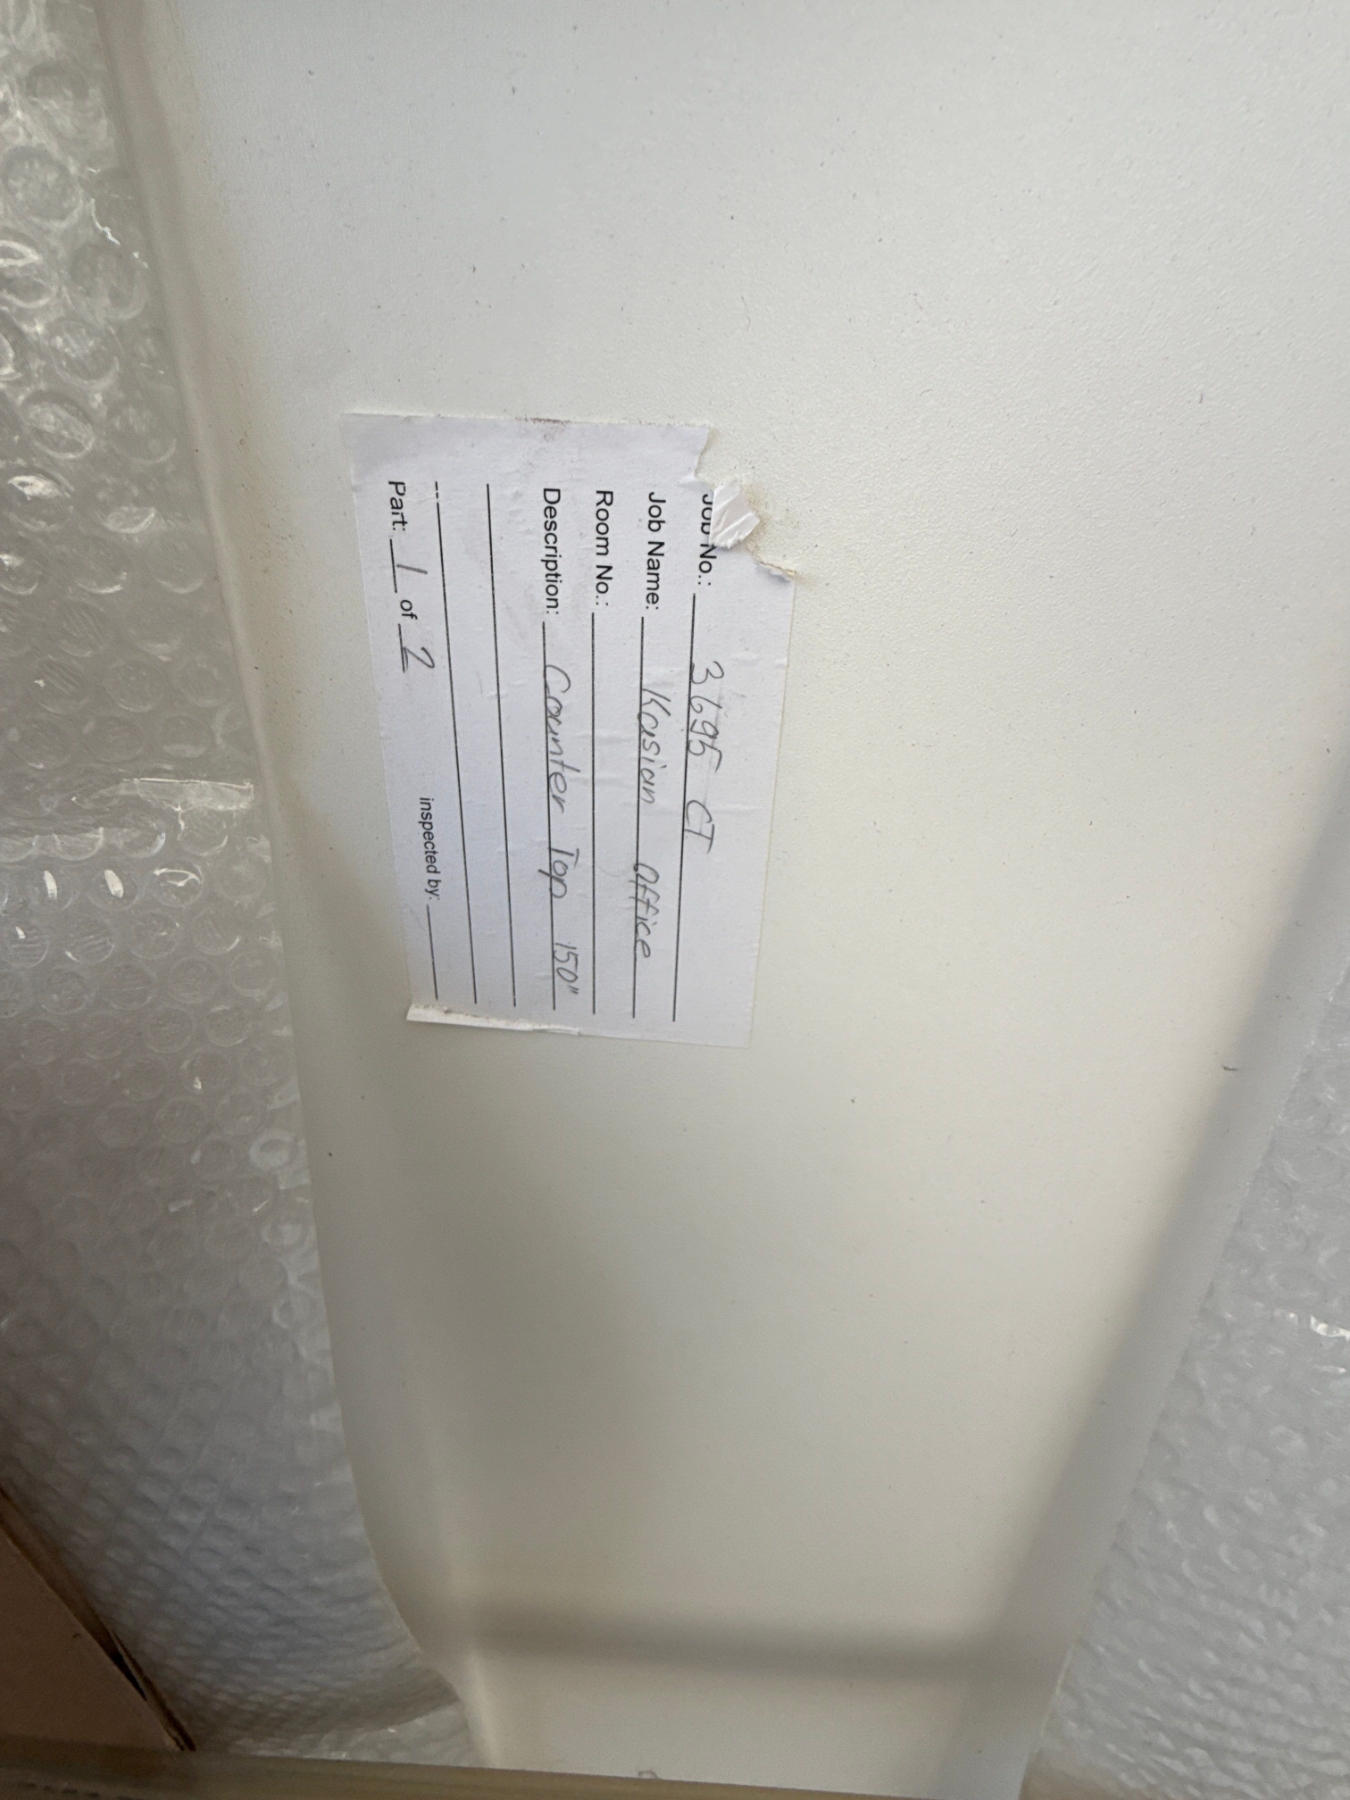 Job No.: 3695 CT
Job Name: Kasian Office
Room No.:
Description: Counter Top 150"
Part: 1 of 2 inspected by: